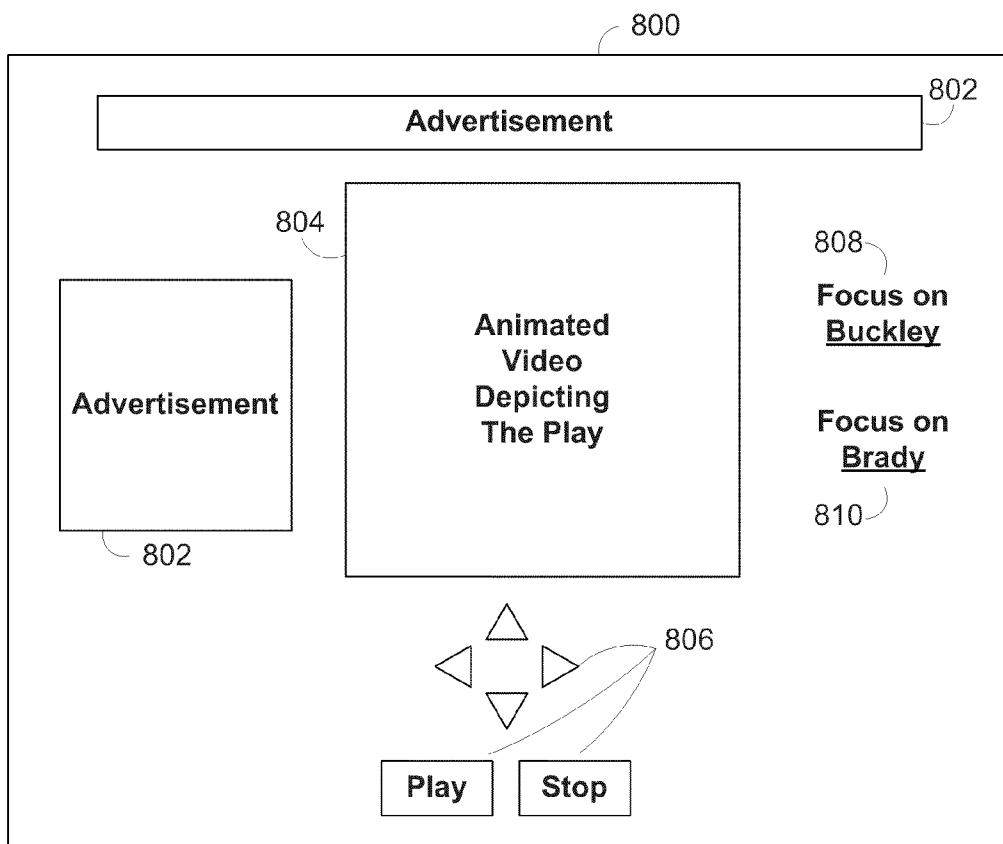 800
802
Advertisement
804
Animated
Video
Depicting
The Play
Advertisement
802
808
Focus on
Buckley
Focus on
Brady
810
806
Play
Stop